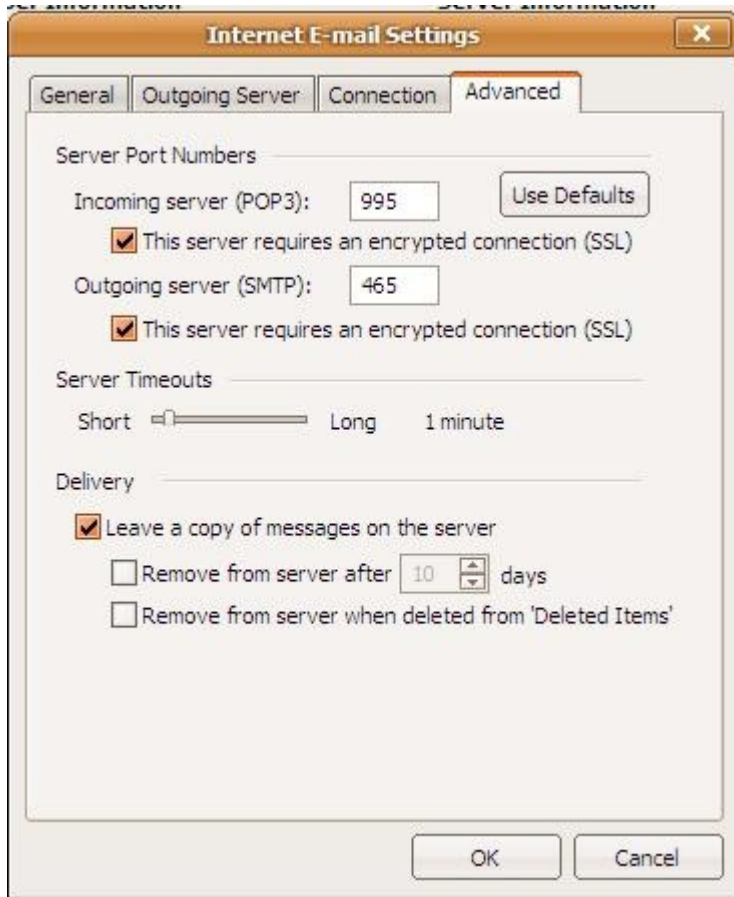 Internet E-mail Settings
General Outgoing Server Connection Advanced
Server Port Numbers
Incoming server (POP3): 995 Use Defaults
This server requires an encrypted connection (SSL)
Outgoing server (SMTP): 465
This server requires an encrypted connection (SSL)
Server Timeouts
Short Long 1 minute
Delivery
Leave a copy of messages on the server
Remove from server after 10 days
Remove from server when deleted from 'Deleted Items'
OK Cancel